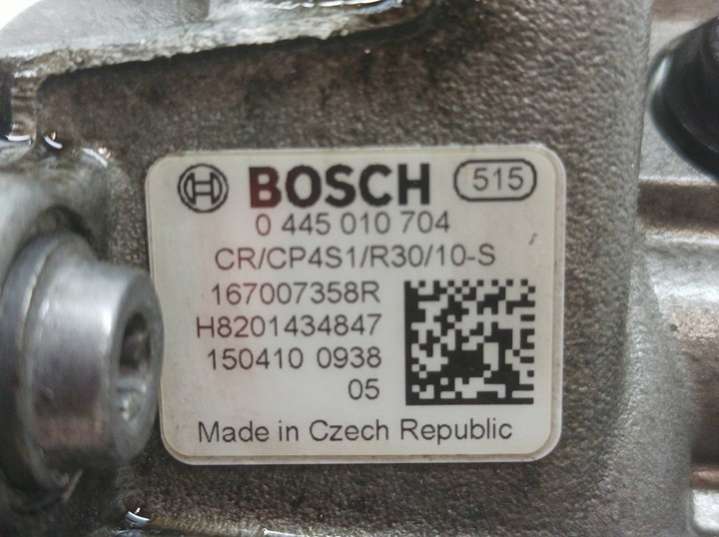 BOSCH 515
0 445 010 704
CR/CP4S1/R30/10-S
167007358R
H8201434847
150410 0938
05
Made in Czech Republic